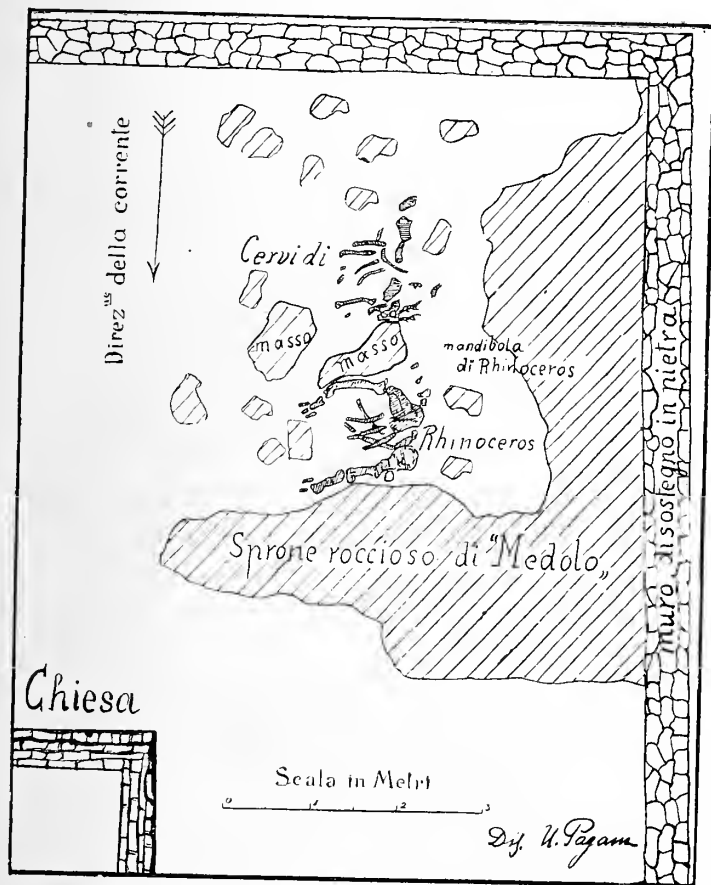 Direz.ne della corrente
Cervidi
masso
masso
mandibola
di Rhinoceros
Rhinoceros
muro di sostegno in pietra
Sprone roccioso di "Medolo„
Chiesa
Scala in Metri
0 1 2 3
Dis. U. Pagani